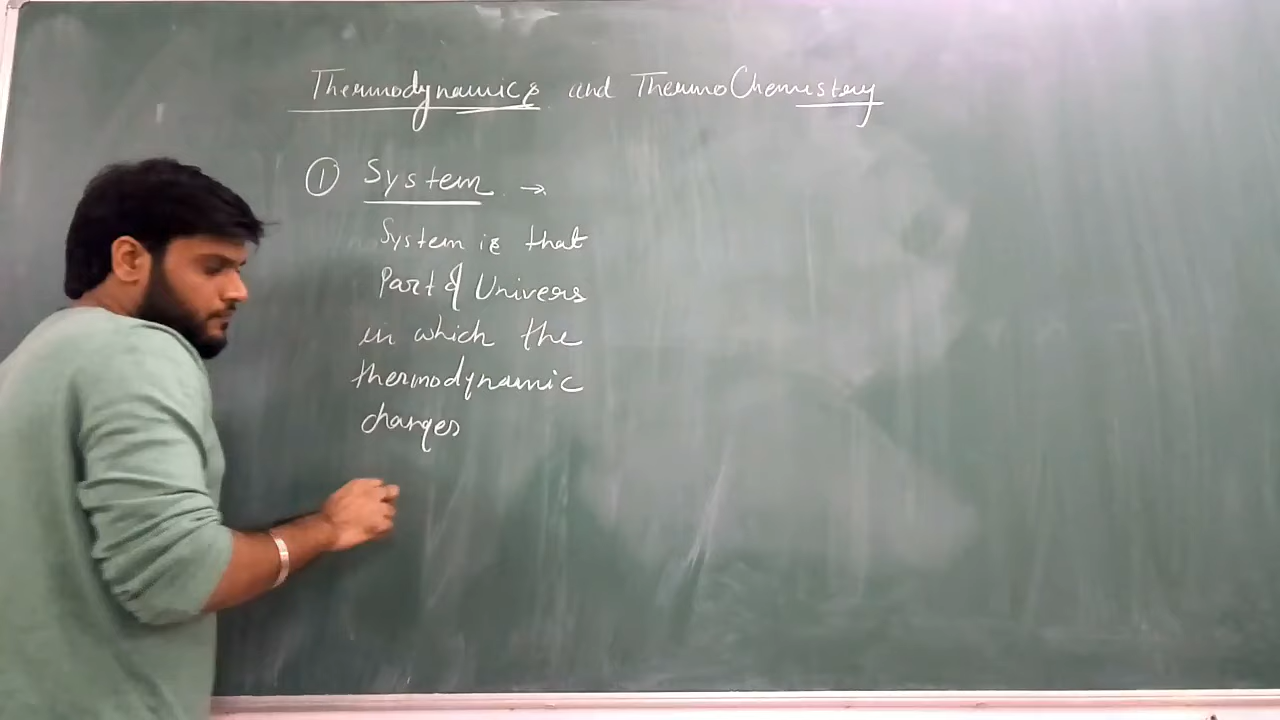 Thermodynamics and ThermoChemistry
① System →
System is that
Part of Univers
in which the
thermodynamic
changes